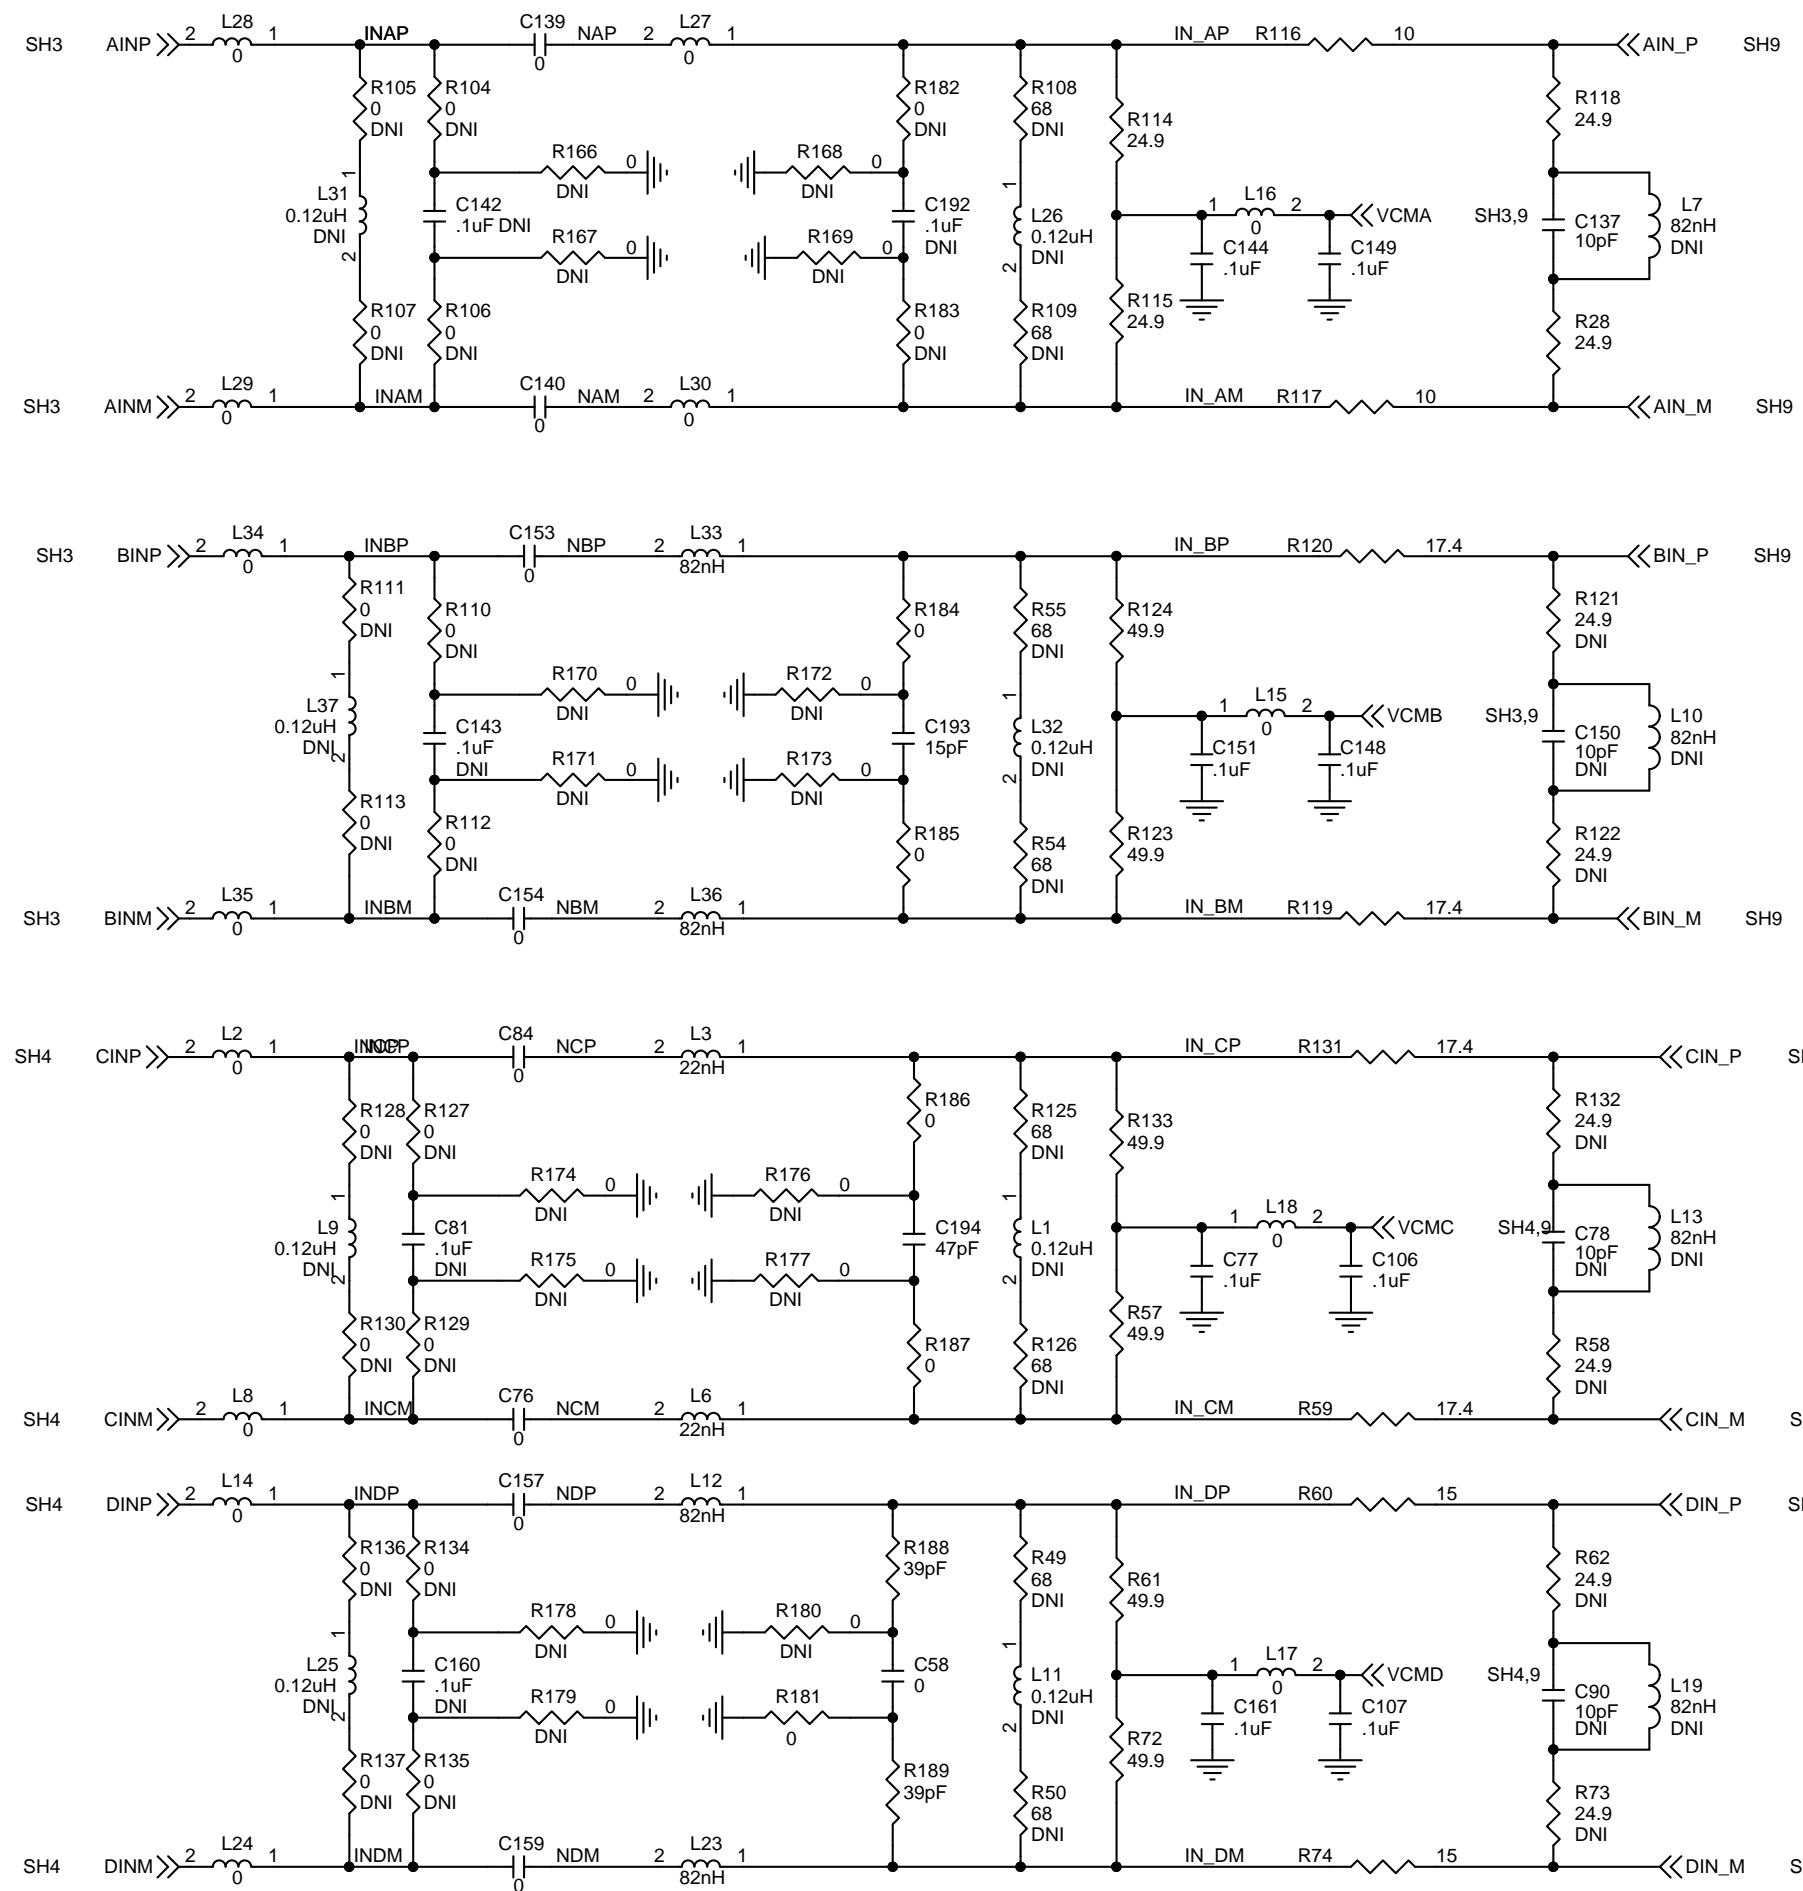 L28 C139 L27
SH3 AINP 2 1 INAP NAP 2 1 IN_AP R116 10 AIN_P SH9
0 0 0
R105 R104 R182 R108 R118
0 0 0 68 24.9
DNI DNI DNI DNI
R114
24.9
R166 0 R168 0
DNI DNI
1 1
L31 C142 C192 L26 L16 L7
0.12uH .1uF DNI .1uF 0.12uH 1 2 VCMA SH3,9 C137 82nH
DNI DNI DNI 0 10pF DNI
2 R167 0 R169 0 2 C144 C149
DNI DNI .1uF .1uF
R107 R106 R183 R109 R115 R28
0 0 0 68 24.9 24.9
DNI DNI DNI DNI
L29 C140 L30
SH3 AINM 2 1 INAM NAM 2 1 IN_AM R117 10 AIN_M SH9
0 0 0
L34 C153 L33
SH3 BINP 2 1 INBP NBP 2 1 IN_BP R120 17.4 BIN_P SH9
0 0 82nH
R111 R110 R184 R55 R124 R121
0 0 0 68 49.9 24.9
DNI DNI DNI DNI
R170 0 R172 0
DNI DNI
1 1
L37 C143 C193 L32 L15 L10
0.12uH .1uF 15pF 0.12uH 1 2 VCMB SH3,9 C150 82nH
DNI DNI DNI 0 10pF DNI
DNI
2 R171 0 R173 0 2 C151 C148
DNI DNI .1uF .1uF
R113 R112 R185 R54 R123 R122
0 0 0 68 49.9 24.9
DNI DNI DNI DNI
L35 C154 L36
SH3 BINM 2 1 INBM NBM 2 1 IN_BM R119 17.4 BIN_M SH9
0 0 82nH
L2 C84 L3
SH4 CINP 2 1 INCP NCP 2 1 IN_CP R131 17.4 CIN_P
0 0 22nH
R128 R127 R186 R125 R133 R132
0 0 0 68 49.9 24.9
DNI DNI DNI DNI
R174 0 R176 0
DNI DNI
1 1
L9 C81 C194 L1 L18 L13
0.12uH .1uF 47pF 0.12uH 1 2 VCMC SH4,9 C78 82nH
DNI DNI DNI 0 10pF DNI
DNI
2 R175 0 R177 0 2 C77 C106
DNI DNI .1uF .1uF
R130 R129 R187 R126 R57 R58
0 0 0 68 49.9 24.9
DNI DNI DNI DNI
L8 C76 L6
SH4 CINM 2 1 INCM NCM 2 1 IN_CM R59 17.4 CIN_M S
0 0 22nH
L14 C157 L12
SH4 DINP 2 1 INDP NDP 2 1 IN_DP R60 15 DIN_P
0 0 82nH
R136 R134 R188 R49 R61 R62
0 0 39pF 68 49.9 24.9
DNI DNI DNI DNI
R178 0 R180 0
DNI DNI
1 1
L25 C160 C58 L11 L17 L19
0.12uH .1uF 0 0.12uH 1 2 VCMD SH4,9 C90 82nH
DNI DNI DNI 0 10pF DNI
DNI
2 R179 0 R181 2 C161 C107
DNI 0 .1uF .1uF
R137 R135 R189 R50 R72 R73
0 0 39pF 68 49.9 24.9
DNI DNI DNI DNI
L24 C159 L23
SH4 DINM 2 1 INDM NDM 2 1 IN_DM R74 15 DIN_M S
0 0 82nH